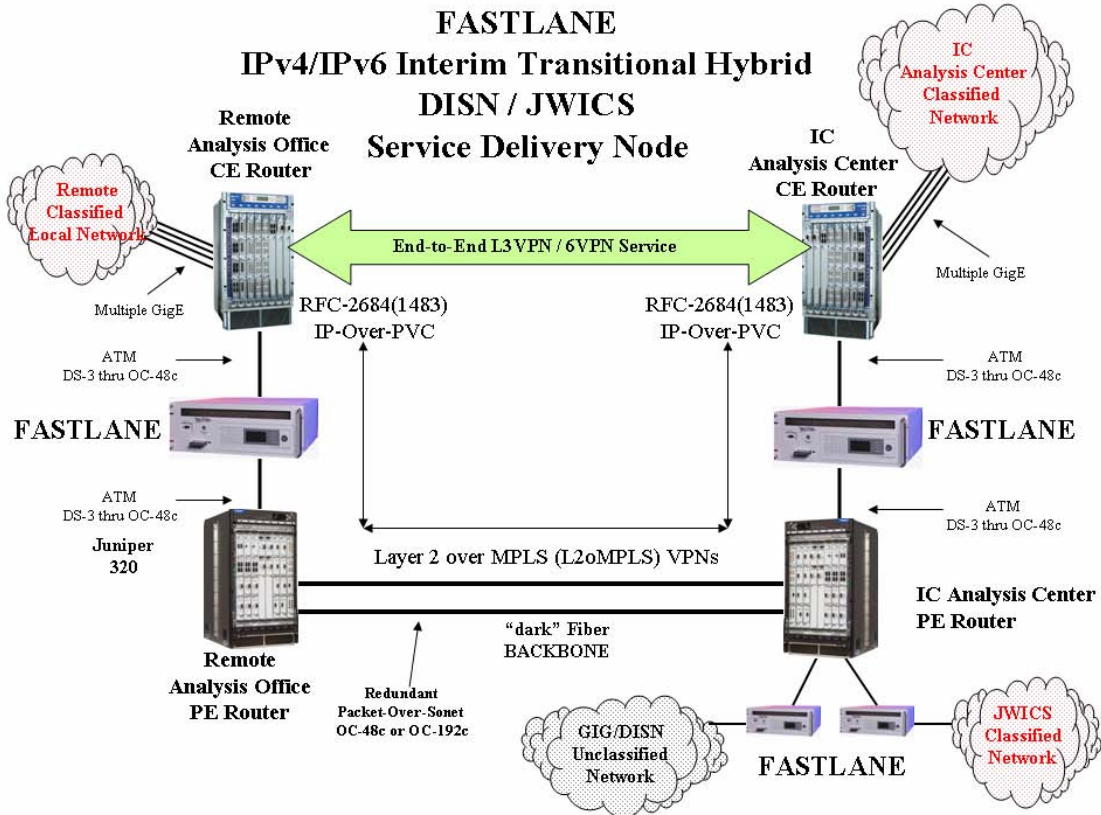 FASTLANE
IPv4/IPv6 Interim Transitional Hybrid
DISN / JWICS
Service Delivery Node
Remote
Analysis Office
CE Router
IC
Analysis Center
CE Router
IC
Analysis Center
Classified
Network
Remote
Classified
Local Network
End-to-End L3VPN / 6VPN Service
Multiple GigE
Multiple GigE
RFC-2684(1483)
IP-Over-PVC
RFC-2684(1483)
IP-Over-PVC
ATM
DS-3 thru OC-48c
ATM
DS-3 thru OC-48c
FASTLANE
FASTLANE
ATM
DS-3 thru OC-48c
ATM
DS-3 thru OC-48c
Juniper
320
Layer 2 over MPLS (L2oMPLS) VPNs
IC Analysis Center
PE Router
"dark" Fiber
BACKBONE
Remote
Analysis Office
PE Router
Redundant
Packet-Over-Sonet
OC-48c or OC-192c
GIG/DISN
Unclassified
Network
FASTLANE
JWICS
Classified
Network